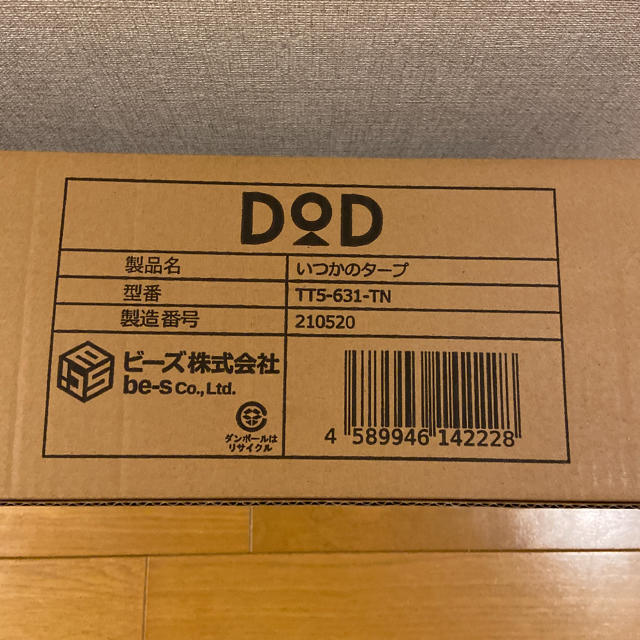 DOD
製品名 いつかのタープ
型番 TT5-631-TN
製造番号 210520
ビーズ株式会社
be-s Co., Ltd.
ダンボールは
リサイクル
4 589946 142228